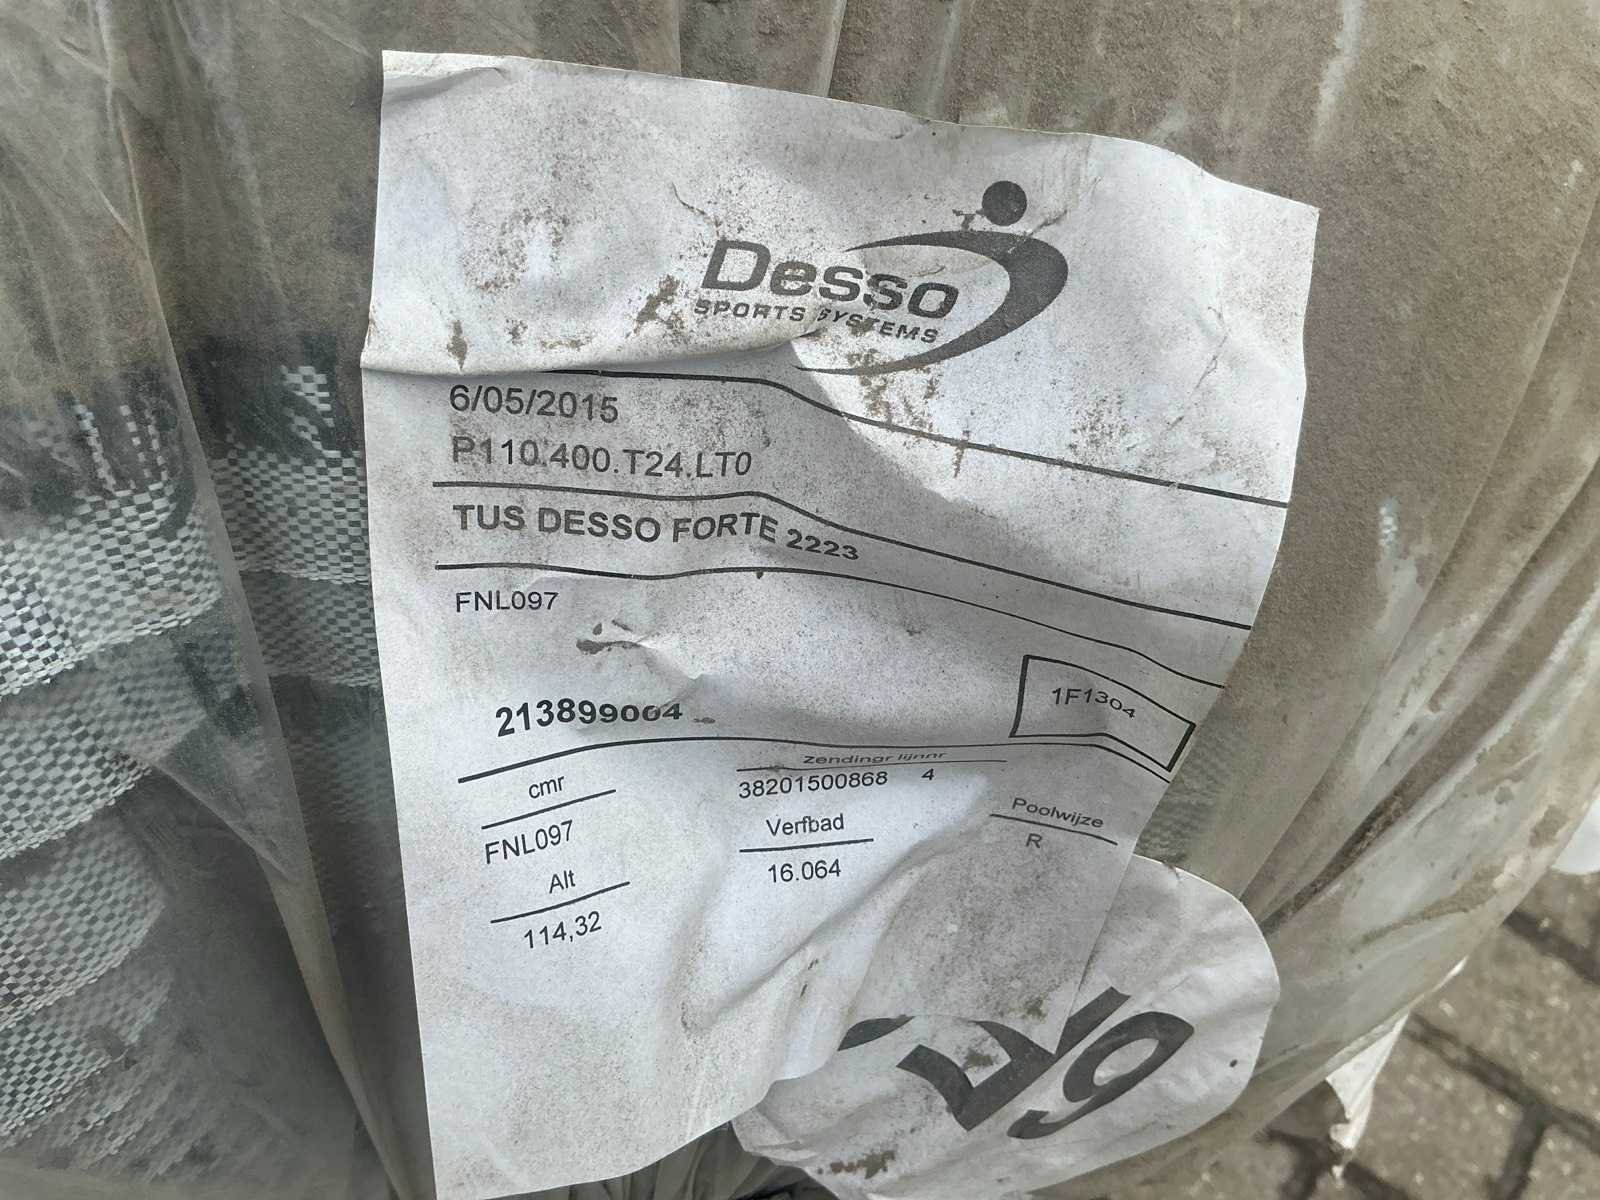 Desso
SPORTS SYSTEMS
6/05/2015
P110.400.T24.LT0
TUS DESSO FORTE 2223
FNL097
213899004
1F1304
cmr
Zendingnr lijnnr
38201500868 4
FNL097
Verfbad
Poolwijze
R
Alt
16.064
114,32